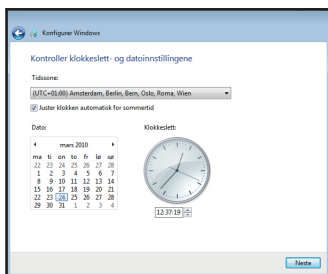 Konfigurer Windows
Kontroller klokkeslett- og datoinnstillingene
Tidssone:
(UTC+01:00) Amsterdam, Berlin, Bern, Oslo, Roma, Wien
Juster klokken automatisk for sommertid
Dato:
Klokkeslett:
mars 2010
ma ti on to fr lø sø
22 23 24 25 26 27 28
1 2 3 4 5 6 7
8 9 10 11 12 13 14
15 16 17 18 19 20 21
22 23 24 25 26 27 28
29 30 31 1 2 3 4
12:37:19
Neste